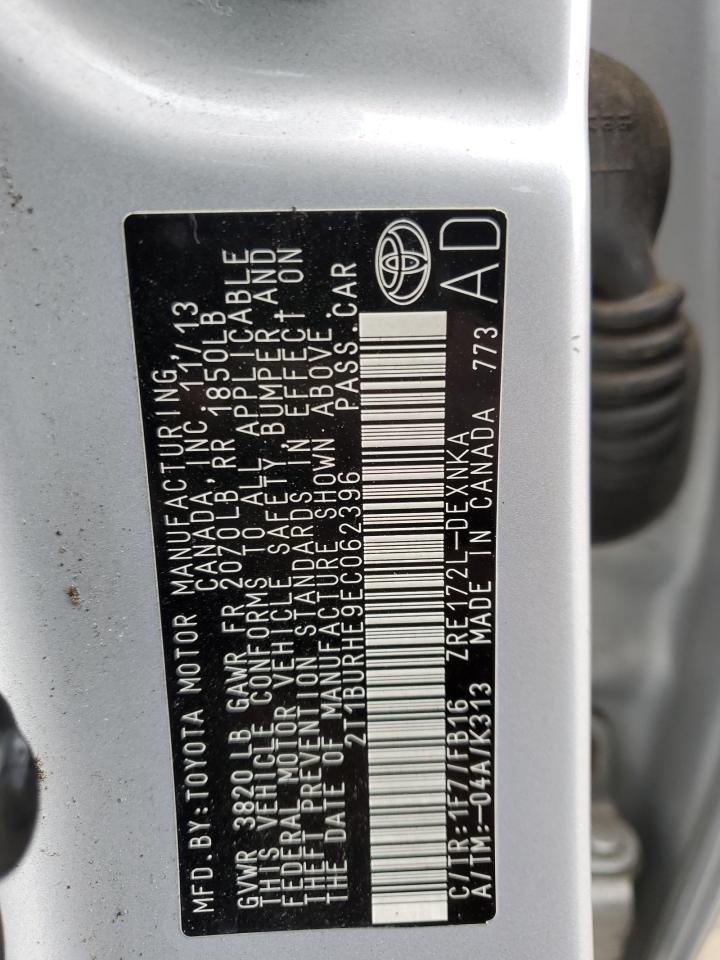 MFD.BY:TOYOTA MOTOR MANUFACTURING,
CANADA,INC. 11/13
GVWR 3820 LB GAWR FR 2070LB,RR 1850LB
THIS VEHICLE CONFORMS TO ALL APPLICABLE
FEDERAL MOTOR VEHICLE SAFETY,BUMPER,AND
THEFT PREVENTION STANDARDS IN EFFECT ON
THE DATE OF MANUFACTURE SHOWN ABOVE.
2T1BURHE9EC062396 PASS.CAR
C/TR:1F7/FB16 ZRE172L-DEXNKA AD
A/TM:-04A/K313 MADE IN CANADA 773